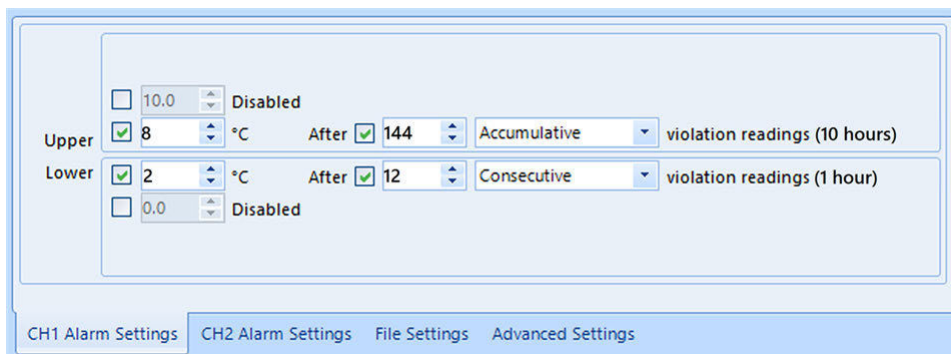 10.0 Disabled
Upper 8 °C After 144 Accumulative violation readings (10 hours)
Lower 2 °C After 12 Consecutive violation readings (1 hour)
0.0 Disabled
CH1 Alarm Settings CH2 Alarm Settings File Settings Advanced Settings